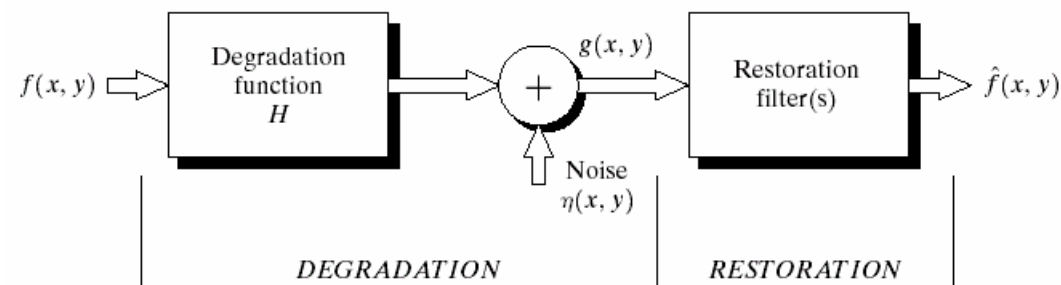 f(x, y)
Degradation
function
H
+
g(x, y)
Noise
η(x, y)
Restoration
filter(s)
f̂(x, y)
DEGRADATION
RESTORATION